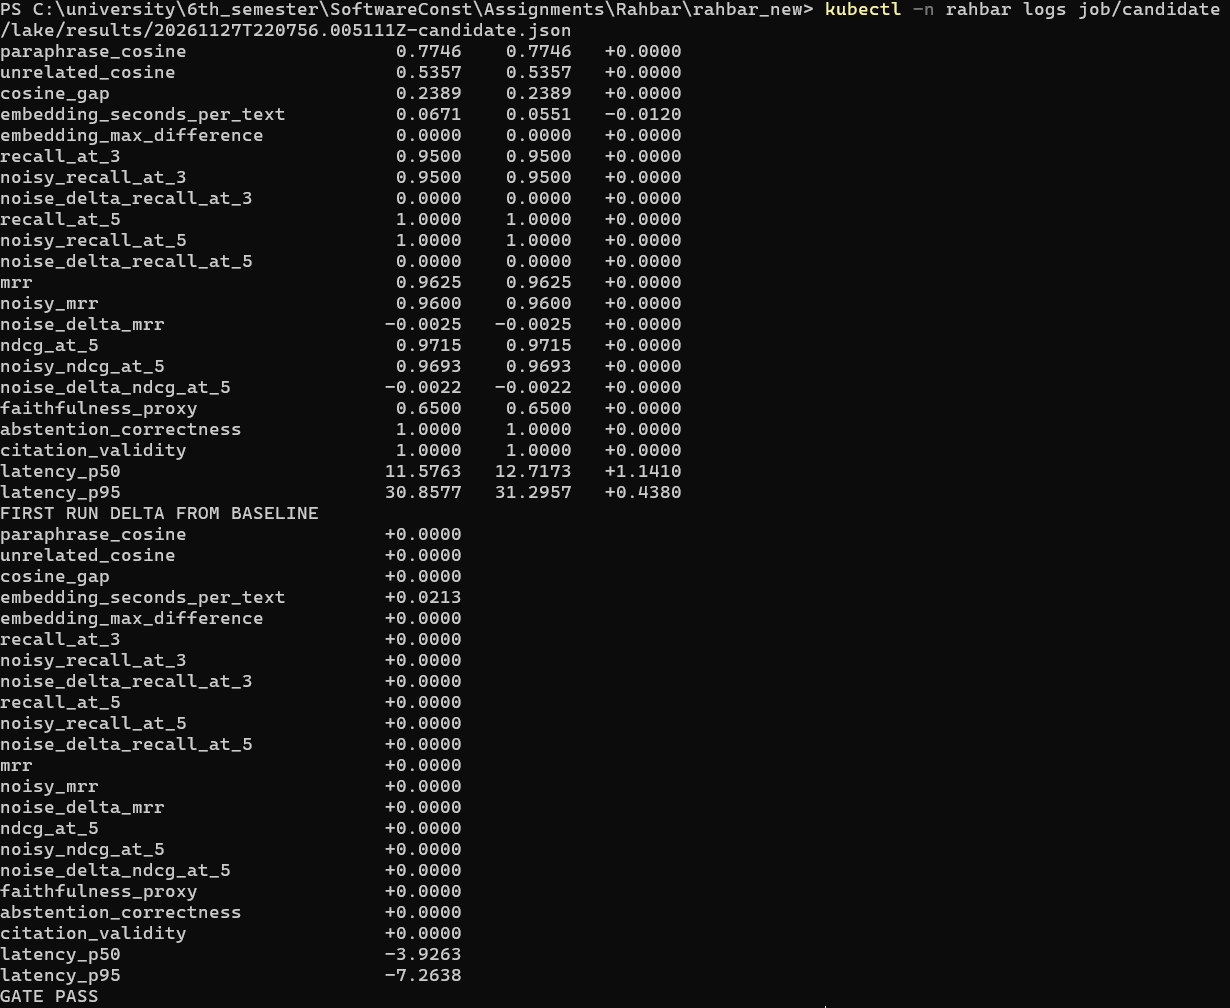 PS C:\university\6th_semester\SoftwareConst\Assignments\Rahbar\rahbar_new> kubectl -n rahbar logs job/candidate
/lake/results/20261127T220756.005111Z-candidate.json
paraphrase_cosine 0.7746 0.7746 +0.0000
unrelated_cosine 0.5357 0.5357 +0.0000
cosine_gap 0.2389 0.2389 +0.0000
embedding_seconds_per_text 0.0671 0.0551 -0.0120
embedding_max_difference 0.0000 0.0000 +0.0000
recall_at_3 0.9500 0.9500 +0.0000
noisy_recall_at_3 0.9500 0.9500 +0.0000
noise_delta_recall_at_3 0.0000 0.0000 +0.0000
recall_at_5 1.0000 1.0000 +0.0000
noisy_recall_at_5 1.0000 1.0000 +0.0000
noise_delta_recall_at_5 0.0000 0.0000 +0.0000
mrr 0.9625 0.9625 +0.0000
noisy_mrr 0.9600 0.9600 +0.0000
noise_delta_mrr -0.0025 -0.0025 +0.0000
ndcg_at_5 0.9715 0.9715 +0.0000
noisy_ndcg_at_5 0.9693 0.9693 +0.0000
noise_delta_ndcg_at_5 -0.0022 -0.0022 +0.0000
faithfulness_proxy 0.6500 0.6500 +0.0000
abstention_correctness 1.0000 1.0000 +0.0000
citation_validity 1.0000 1.0000 +0.0000
latency_p50 11.5763 12.7173 +1.1410
latency_p95 30.8577 31.2957 +0.4380
FIRST RUN DELTA FROM BASELINE
paraphrase_cosine +0.0000
unrelated_cosine +0.0000
cosine_gap +0.0000
embedding_seconds_per_text +0.0213
embedding_max_difference +0.0000
recall_at_3 +0.0000
noisy_recall_at_3 +0.0000
noise_delta_recall_at_3 +0.0000
recall_at_5 +0.0000
noisy_recall_at_5 +0.0000
noise_delta_recall_at_5 +0.0000
mrr +0.0000
noisy_mrr +0.0000
noise_delta_mrr +0.0000
ndcg_at_5 +0.0000
noisy_ndcg_at_5 +0.0000
noise_delta_ndcg_at_5 +0.0000
faithfulness_proxy +0.0000
abstention_correctness +0.0000
citation_validity +0.0000
latency_p50 -3.9263
latency_p95 -7.2638
GATE PASS